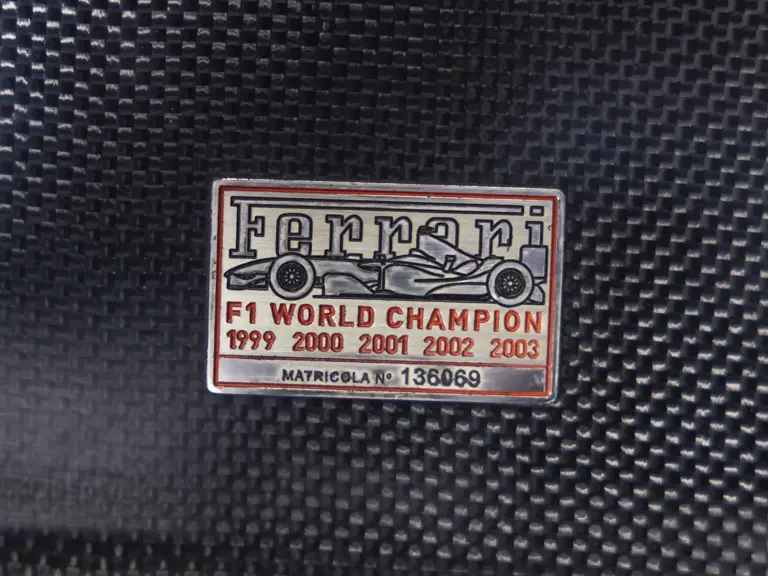 Ferrari
F1 WORLD CHAMPION
1999 2000 2001 2002 2003
MATRICOLA Nº 136069